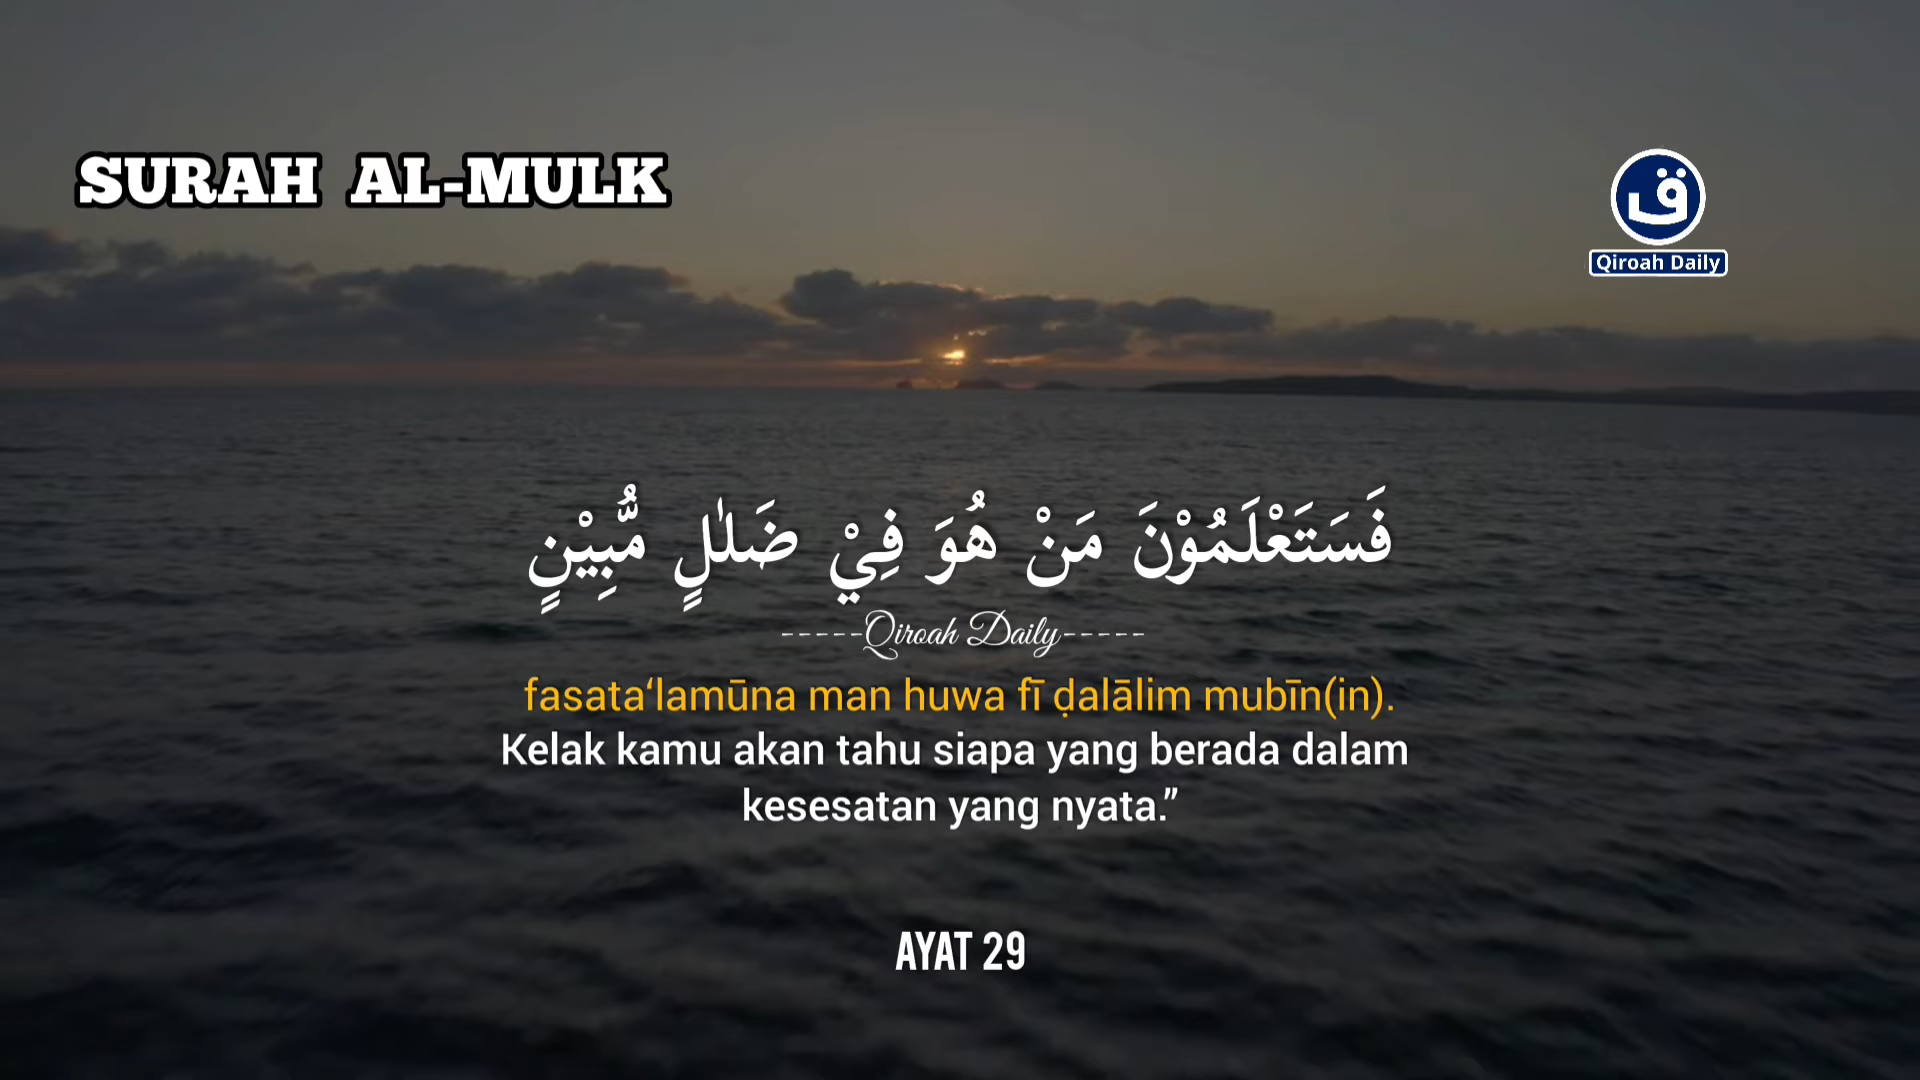 SURAH AL-MULK
ق
Qiroah Daily
فَسَتَعْلَمُوْنَ مَنْ هُوَ فِيْ ضَلٰلٍ مُّبِيْنٍ
-----Qiroah Daily-----
fasata‘lamūna man huwa fī ḍalālim mubīn(in).
Kelak kamu akan tahu siapa yang berada dalam
kesesatan yang nyata.”
AYAT 29